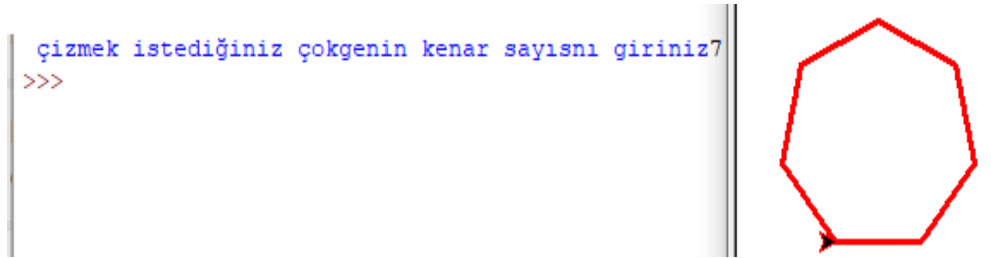 çizmek istediğiniz çokgenin kenar sayısnı giriniz7
>>>